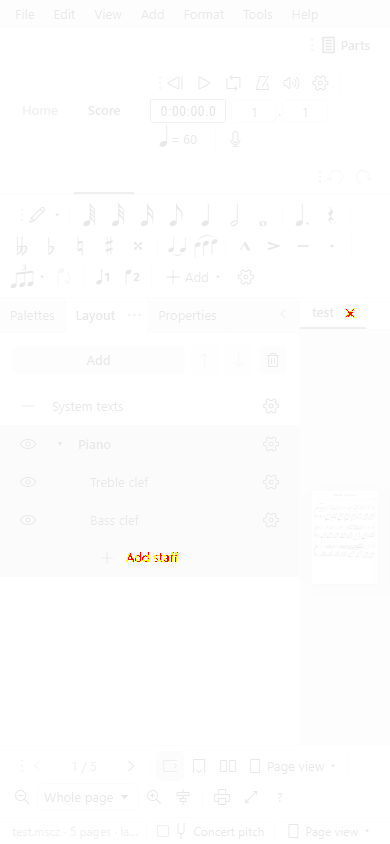 File Edit View Add Format Tools Help
Parts
Home Score
0:00:00.0 1 . 1
= 60
Add
Palettes Layout Properties
test
Add
System texts
Piano
Treble clef
Bass clef
Add staff
1 / 5 Page view
Whole page ?
test.mscz - 5 pages - la... Concert pitch Page view